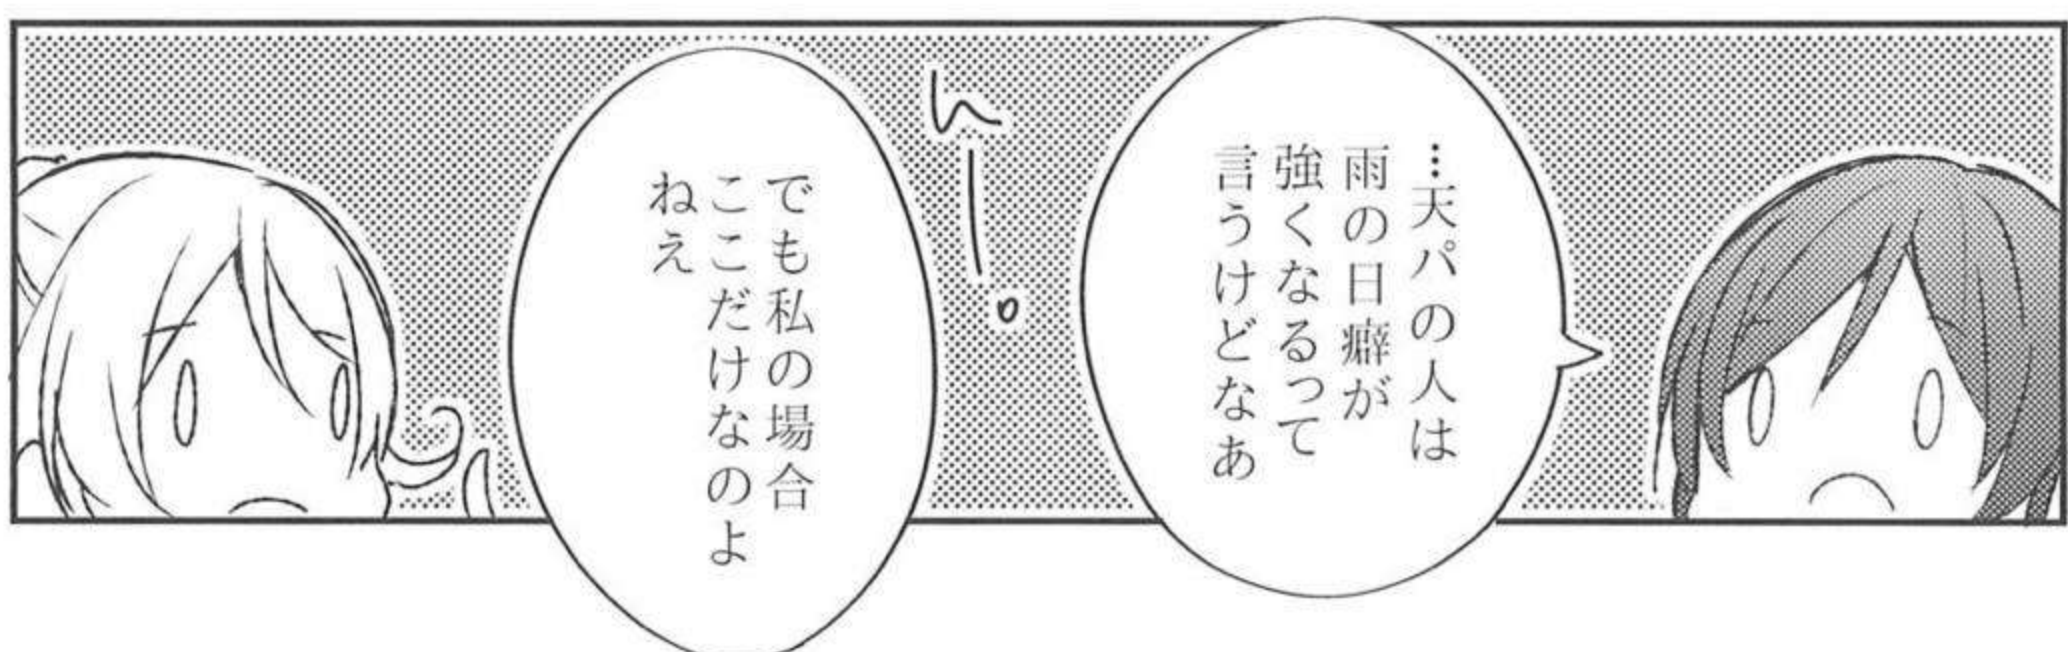 …天パの人は
雨の日癖が
強くなるって
言うけどなあ
んー。
でも私の場合
ここだけなのよ
ねえ